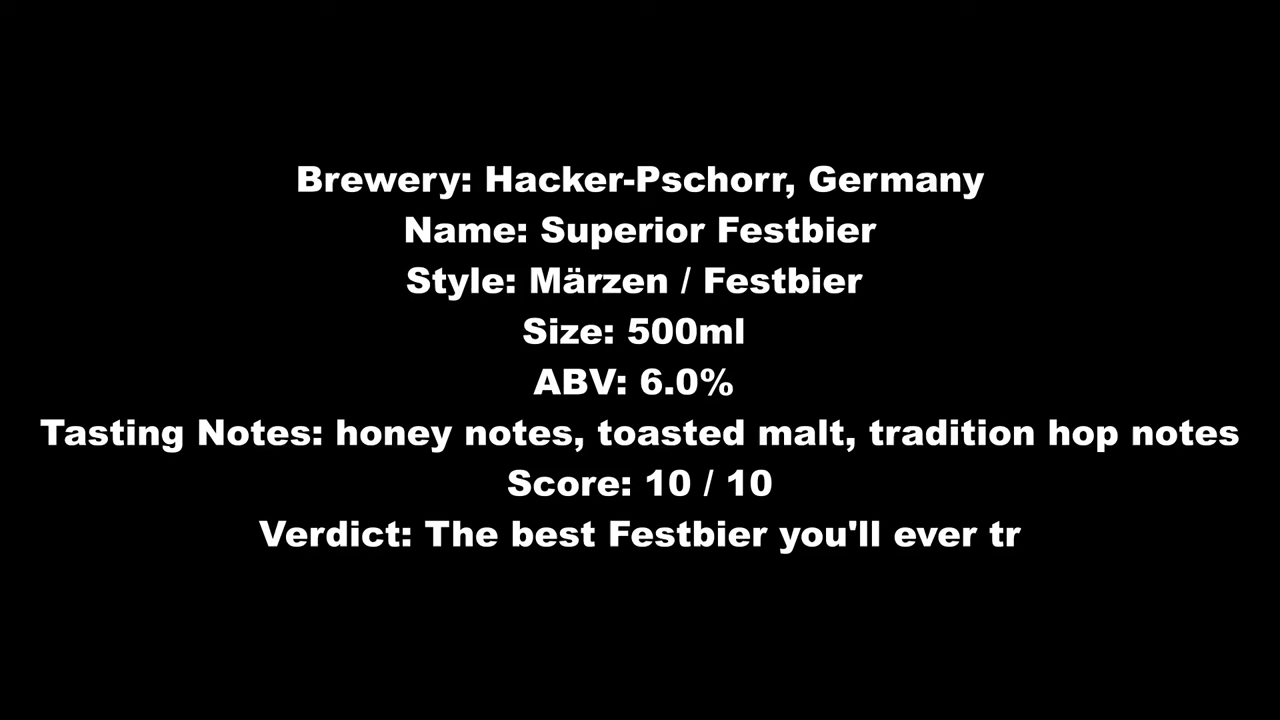 Brewery: Hacker-Pschorr, Germany
Name: Superior Festbier
Style: Märzen / Festbier
Size: 500ml
ABV: 6.0%
Tasting Notes: honey notes, toasted malt, tradition hop notes
Score: 10 / 10
Verdict: The best Festbier you'll ever tr